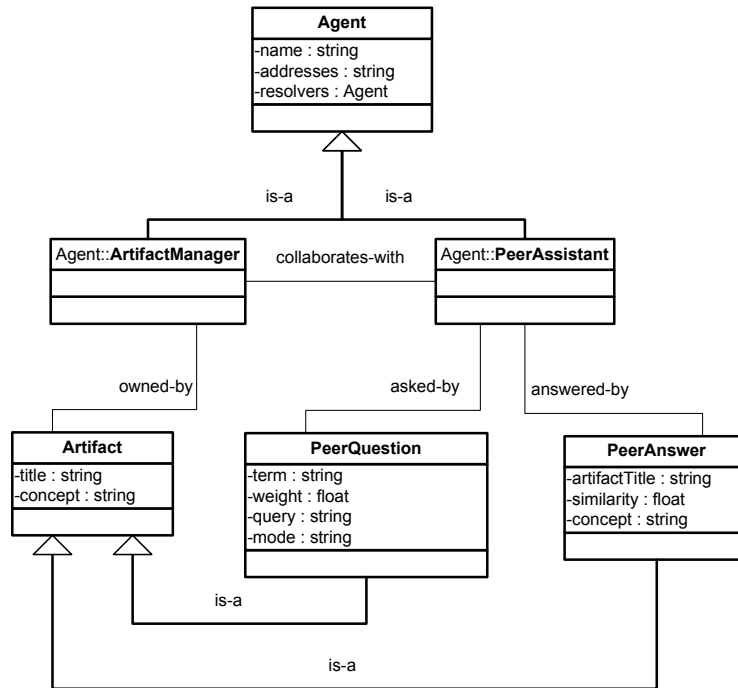 Agent
-name : string
-addresses : string
-resolvers : Agent
is-a
is-a
Agent::ArtifactManager
collaborates-with
Agent::PeerAssistant
owned-by
asked-by
answered-by
Artifact
-title : string
-concept : string
PeerQuestion
-term : string
-weight : float
-query : string
-mode : string
PeerAnswer
-artifactTitle : string
-similarity : float
-concept : string
is-a
is-a